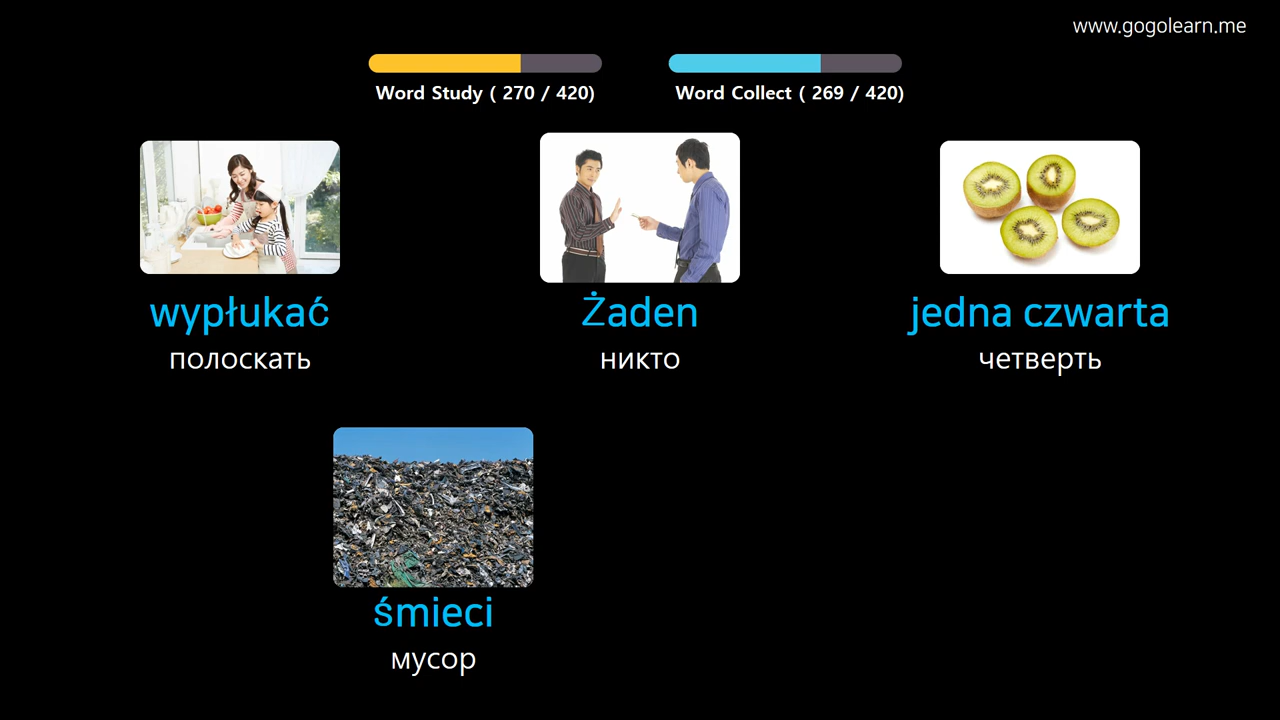 www.gogolearn.me
Word Study ( 270 / 420)
Word Collect ( 269 / 420)
wypłukać
полоскать
Żaden
никто
jedna czwarta
четверть
śmieci
мусор